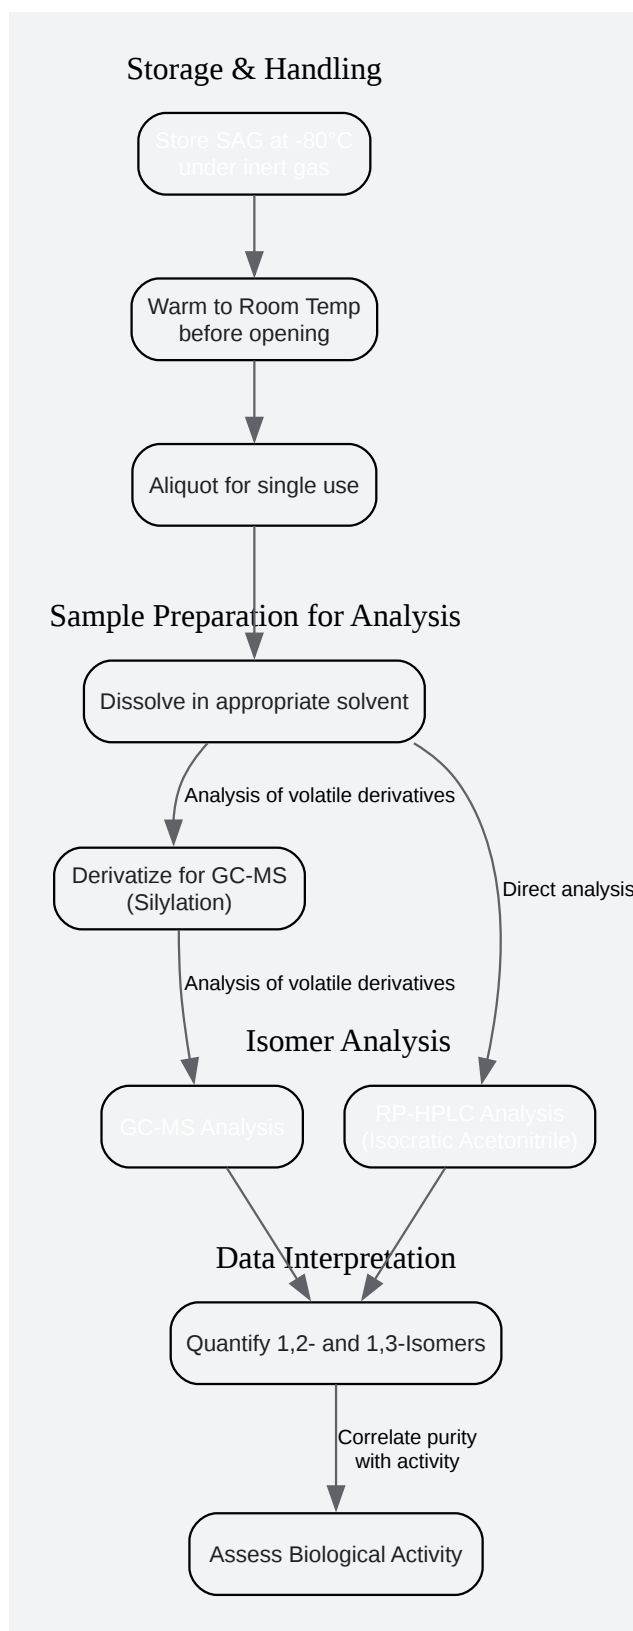 Storage & Handling
Store SAG at -80°C
under inert gas
Warm to Room Temp
before opening
Aliquot for single use
Sample Preparation for Analysis
Dissolve in appropriate solvent
Analysis of volatile derivatives
Derivatize for GC-MS
(Silylation)
Direct analysis
Analysis of volatile derivatives
Isomer Analysis
GC-MS Analysis
RP-HPLC Analysis
(Isocratic Acetonitrile)
Data Interpretation
Quantify 1,2- and 1,3-Isomers
Correlate purity
with activity
Assess Biological Activity